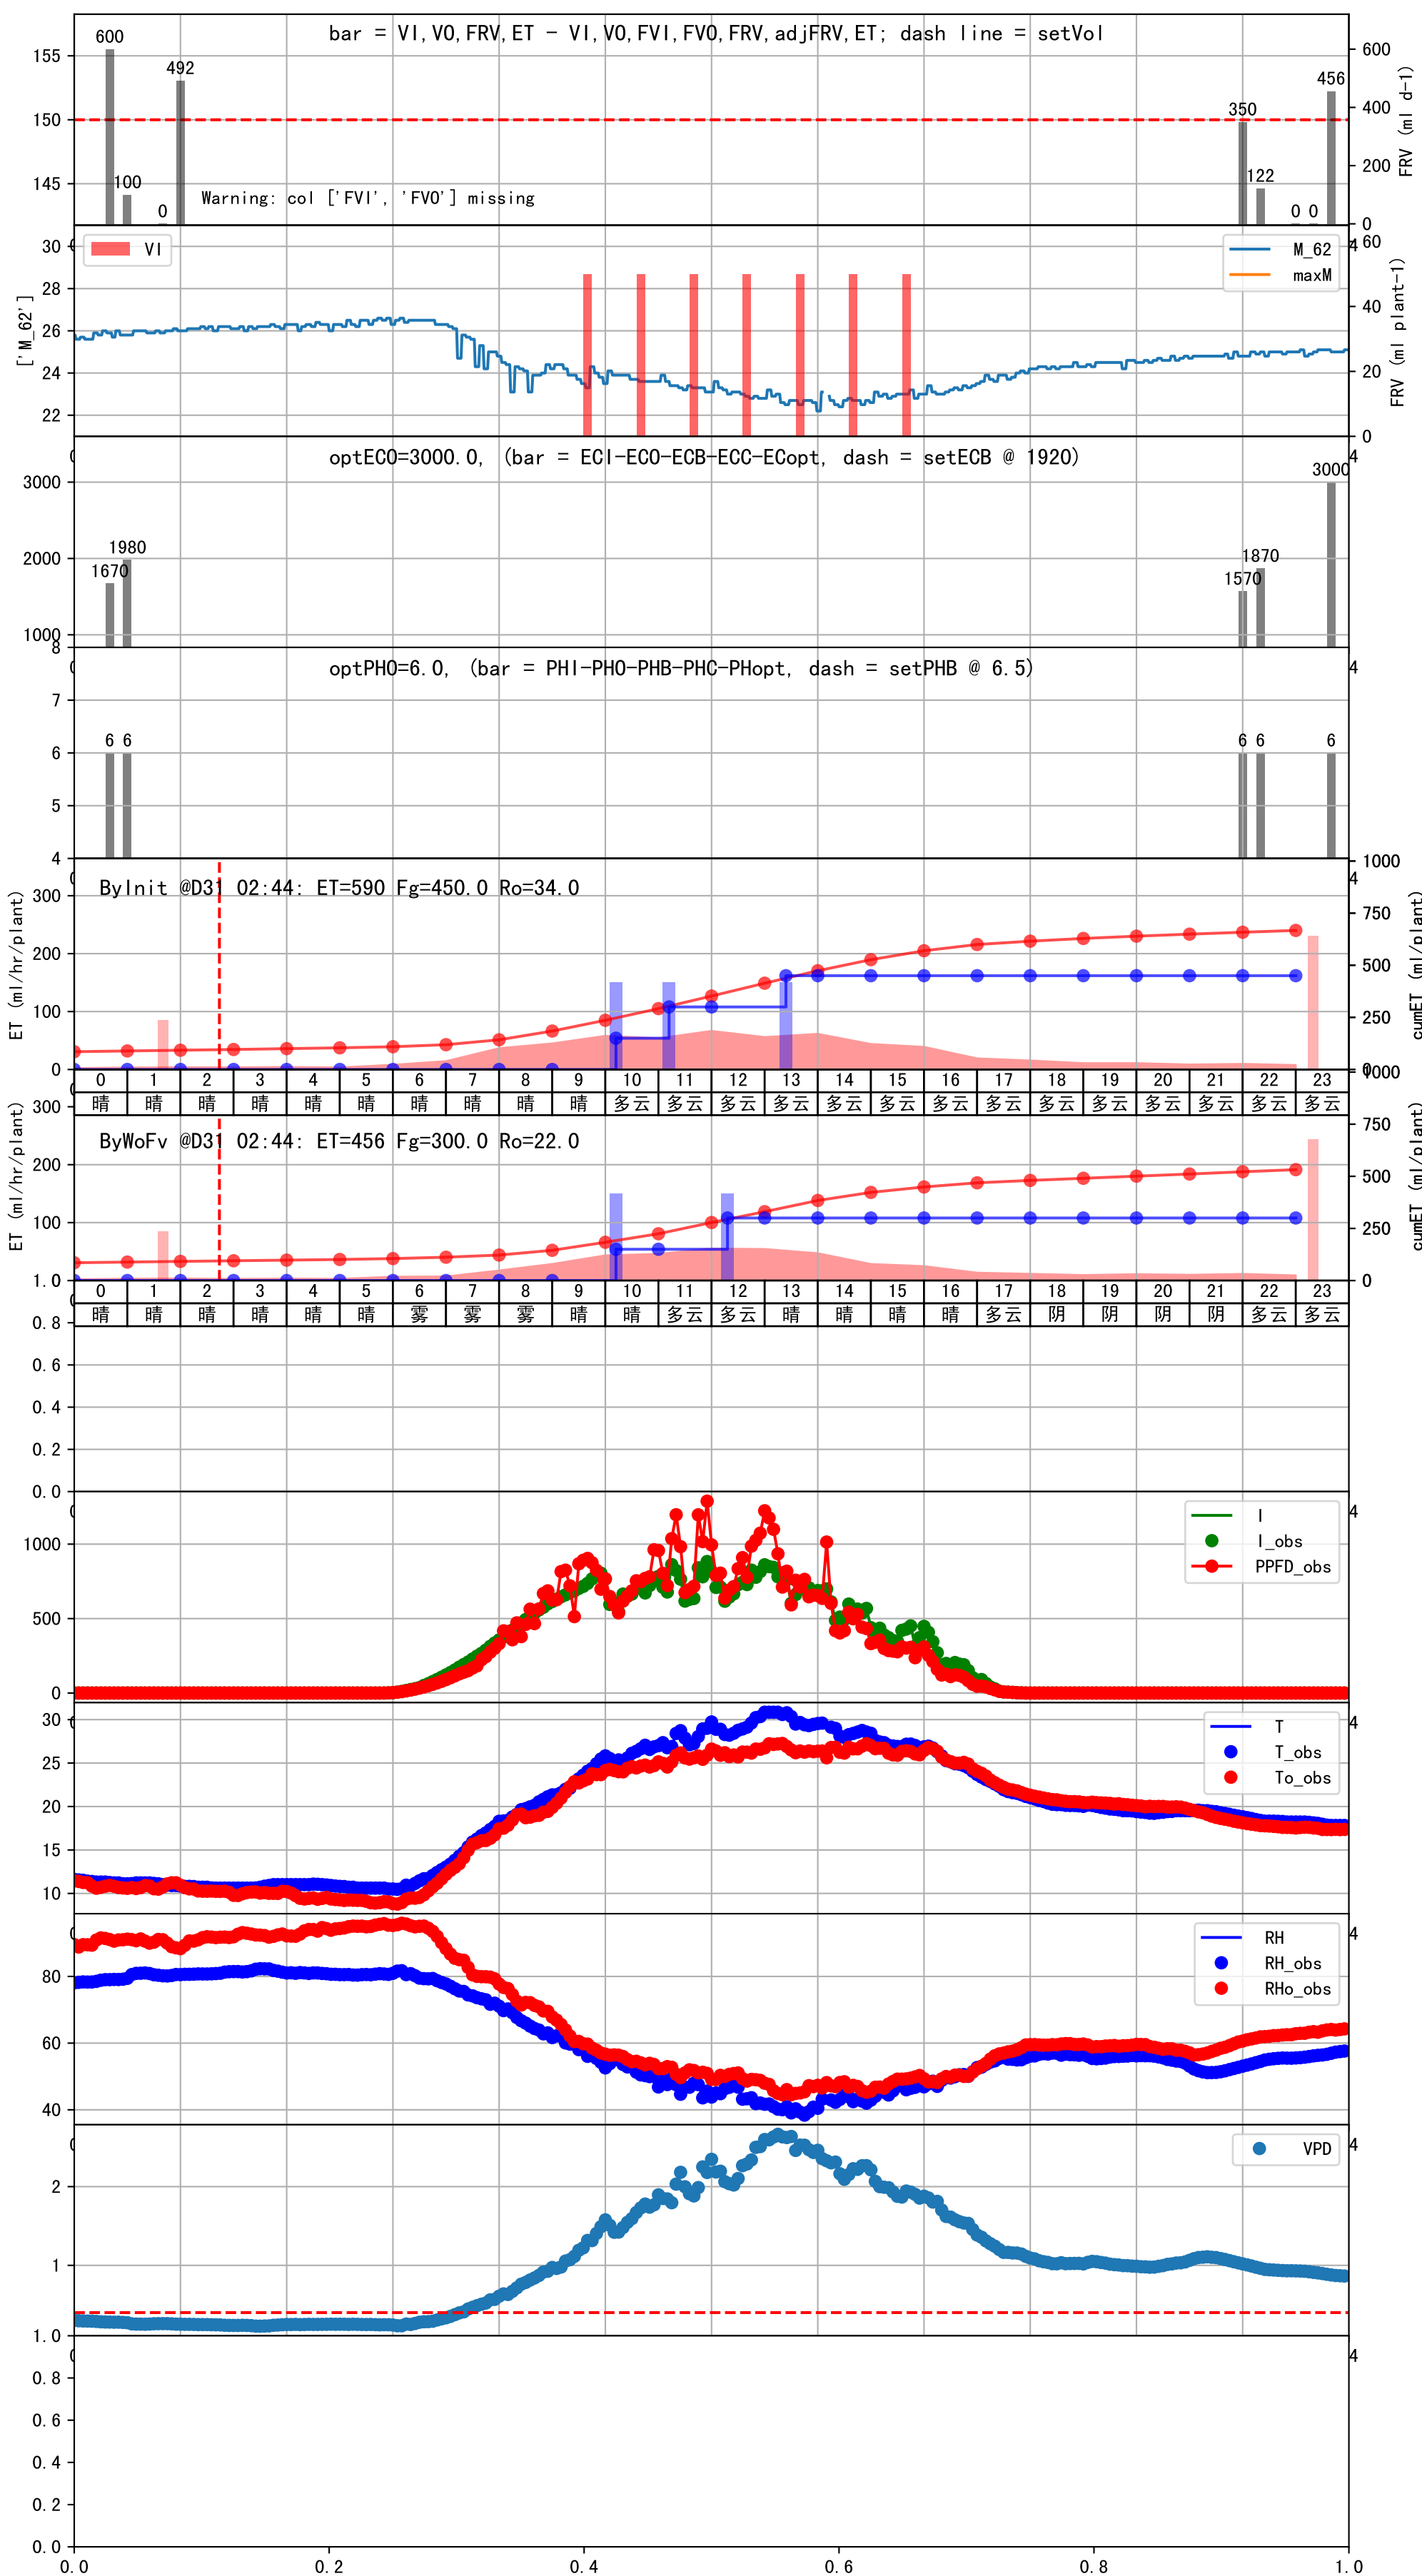 bar = VI,VO,FRV,ET - VI,VO,FVI,FVO,FRV,adjFRV,ET; dash line = setVol
600
100
0
492
350
122
0 0
456
155
150
145
600
400
200
0
FRV (ml d-1)
Warning: col ['FVI', 'FVO'] missing
VI
M_62
maxM
['M_62']
30
28
26
24
22
60
40
20
0
FRV (ml plant-1)
optECO=3000.0, (bar = ECI-ECO-ECB-ECC-ECopt, dash = setECB @ 1920)
3000
2000
1000
1670
1980
1570
1870
3000
optPHO=6.0, (bar = PHI-PHO-PHB-PHC-PHopt, dash = setPHB @ 6.5)
8
7
6
5
4
6 6
6 6
6
ByInit @D31 02:44: ET=590 Fg=450.0 Ro=34.0
ET (ml/hr/plant)
300
200
100
0
1000
750
500
250
0
cumET (ml/plant)
0 1 2 3 4 5 6 7 8 9 10 11 12 13 14 15 16 17 18 19 20 21 22 23
晴 晴 晴 晴 晴 晴 晴 晴 晴 晴 多云 多云 多云 多云 多云 多云 多云 多云 多云 多云 多云 多云 多云 多云
ByWoFv @D31 02:44: ET=456 Fg=300.0 Ro=22.0
ET (ml/hr/plant)
300
200
100
1000
750
500
250
0
cumET (ml/plant)
0 1 2 3 4 5 6 7 8 9 10 11 12 13 14 15 16 17 18 19 20 21 22 23
晴 晴 晴 晴 晴 晴 雾 雾 雾 晴 晴 多云 多云 晴 晴 晴 晴 多云 阴 阴 阴 阴 多云 多云
1.0
0.8
0.6
0.4
0.2
0.0
I
I_obs
PPFD_obs
1000
500
0
T
T_obs
To_obs
30
25
20
15
10
RH
RH_obs
RHo_obs
80
60
40
VPD
2
1
1.0
0.8
0.6
0.4
0.2
0.0
0.0 0.2 0.4 0.6 0.8 1.0